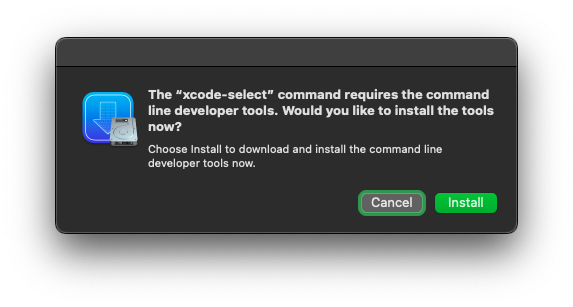 The “xcode-select” command requires the command
line developer tools. Would you like to install the tools
now?
Choose Install to download and install the command line
developer tools now.
Cancel Install